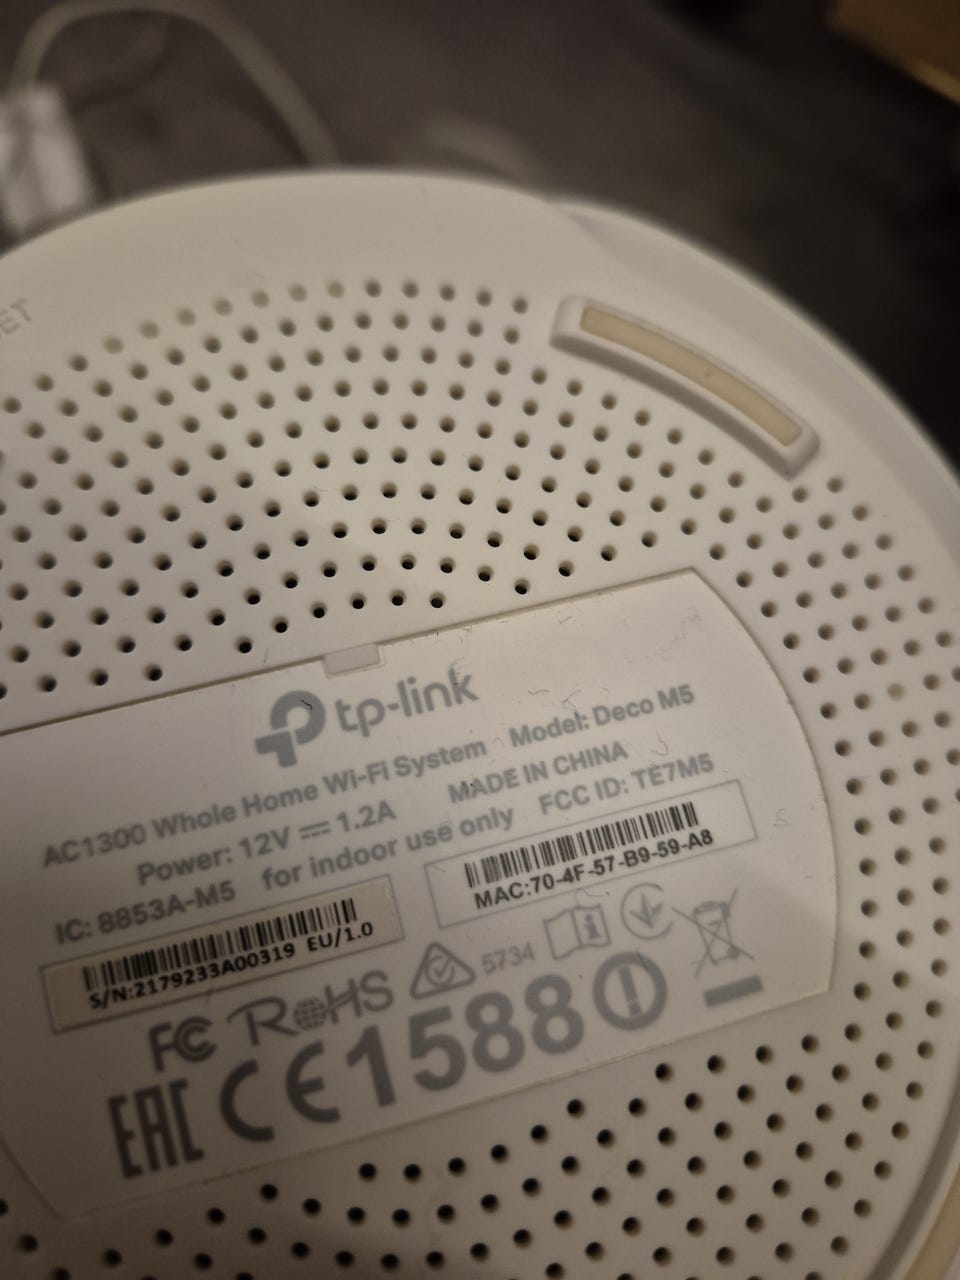 ET
tp-link
AC1300 Whole Home Wi-Fi System Model: Deco M5
Power: 12V ⎓ 1.2A MADE IN CHINA
IC: 8853A-M5 for indoor use only FCC ID: TE7M5
MAC:70-4F-57-B9-59-A8
S/N:2179233A00319 EU/1.0
FC RoHS 5734
EAC CE1588